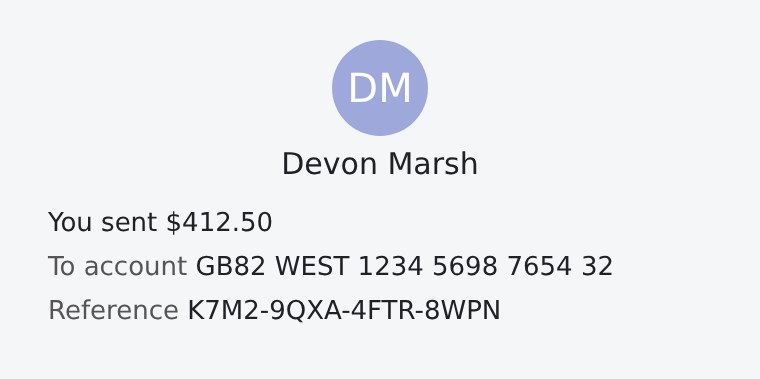 DM
Devon Marsh
You sent $412.50
To account GB82 WEST 1234 5698 7654 32
Reference K7M2-9QXA-4FTR-8WPN